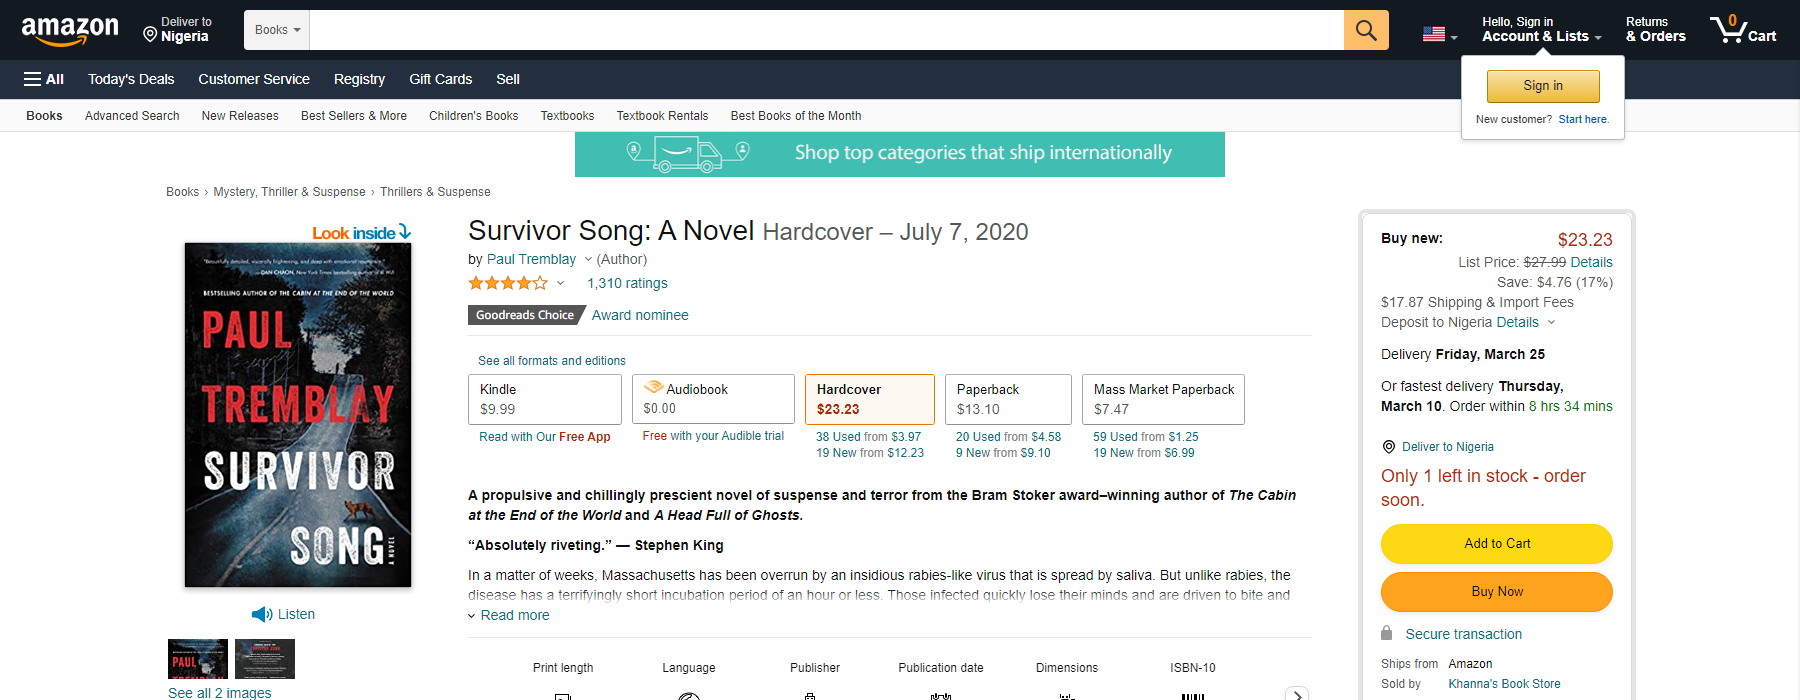 amazon
Deliver to
Nigeria
Books
Hello, Sign in
Account & Lists
Returns
& Orders
0
Cart
All
Today's Deals
Customer Service
Registry
Gift Cards
Sell
Sign in
New customer? Start here.
Books
Advanced Search
New Releases
Best Sellers & More
Children's Books
Textbooks
Textbook Rentals
Best Books of the Month
Shop top categories that ship internationally
Books › Mystery, Thriller & Suspense › Thrillers & Suspense
Look inside
BESTSELLING AUTHOR OF THE CABIN AT THE END OF THE WORLD
PAUL
TREMBLAY
SURVIVOR
SONG
A NOVEL
Listen
PAUL
See all 2 images
Survivor Song: A Novel Hardcover – July 7, 2020
by Paul Tremblay (Author)
1,310 ratings
Goodreads Choice Award nominee
See all formats and editions
Kindle
$9.99
Read with Our Free App
Audiobook
$0.00
Free with your Audible trial
Hardcover
$23.23
38 Used from $3.97
19 New from $12.23
Paperback
$13.10
20 Used from $4.58
9 New from $9.10
Mass Market Paperback
$7.47
59 Used from $1.25
19 New from $6.99
A propulsive and chillingly prescient novel of suspense and terror from the Bram Stoker award–winning author of The Cabin
at the End of the World and A Head Full of Ghosts.
“Absolutely riveting.” — Stephen King
In a matter of weeks, Massachusetts has been overrun by an insidious rabies-like virus that is spread by saliva. But unlike rabies, the
disease has a terrifyingly short incubation period of an hour or less. Those infected quickly lose their minds and are driven to bite and
Read more
Print length
Language
Publisher
Publication date
Dimensions
ISBN-10
Buy new:
$23.23
List Price: $27.99 Details
Save: $4.76 (17%)
$17.87 Shipping & Import Fees
Deposit to Nigeria Details
Delivery Friday, March 25
Or fastest delivery Thursday,
March 10. Order within 8 hrs 34 mins
Deliver to Nigeria
Only 1 left in stock - order
soon.
Add to Cart
Buy Now
Secure transaction
Ships from Amazon
Sold by Khanna's Book Store